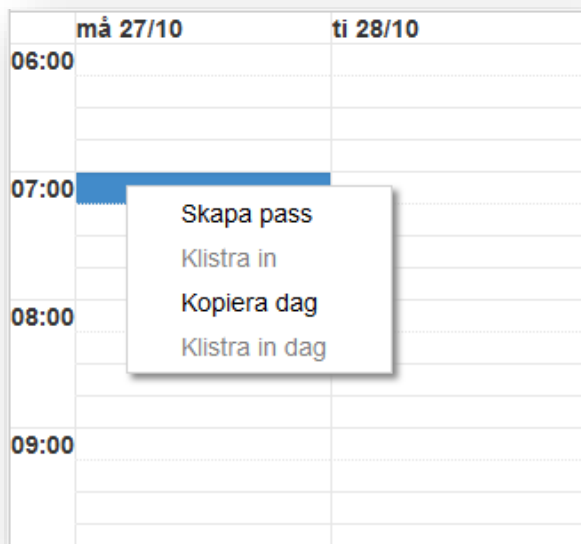 må 27/10 ti 28/10
06:00
07:00
Skapa pass
Klistra in
Kopiera dag
08:00
Klistra in dag
09:00